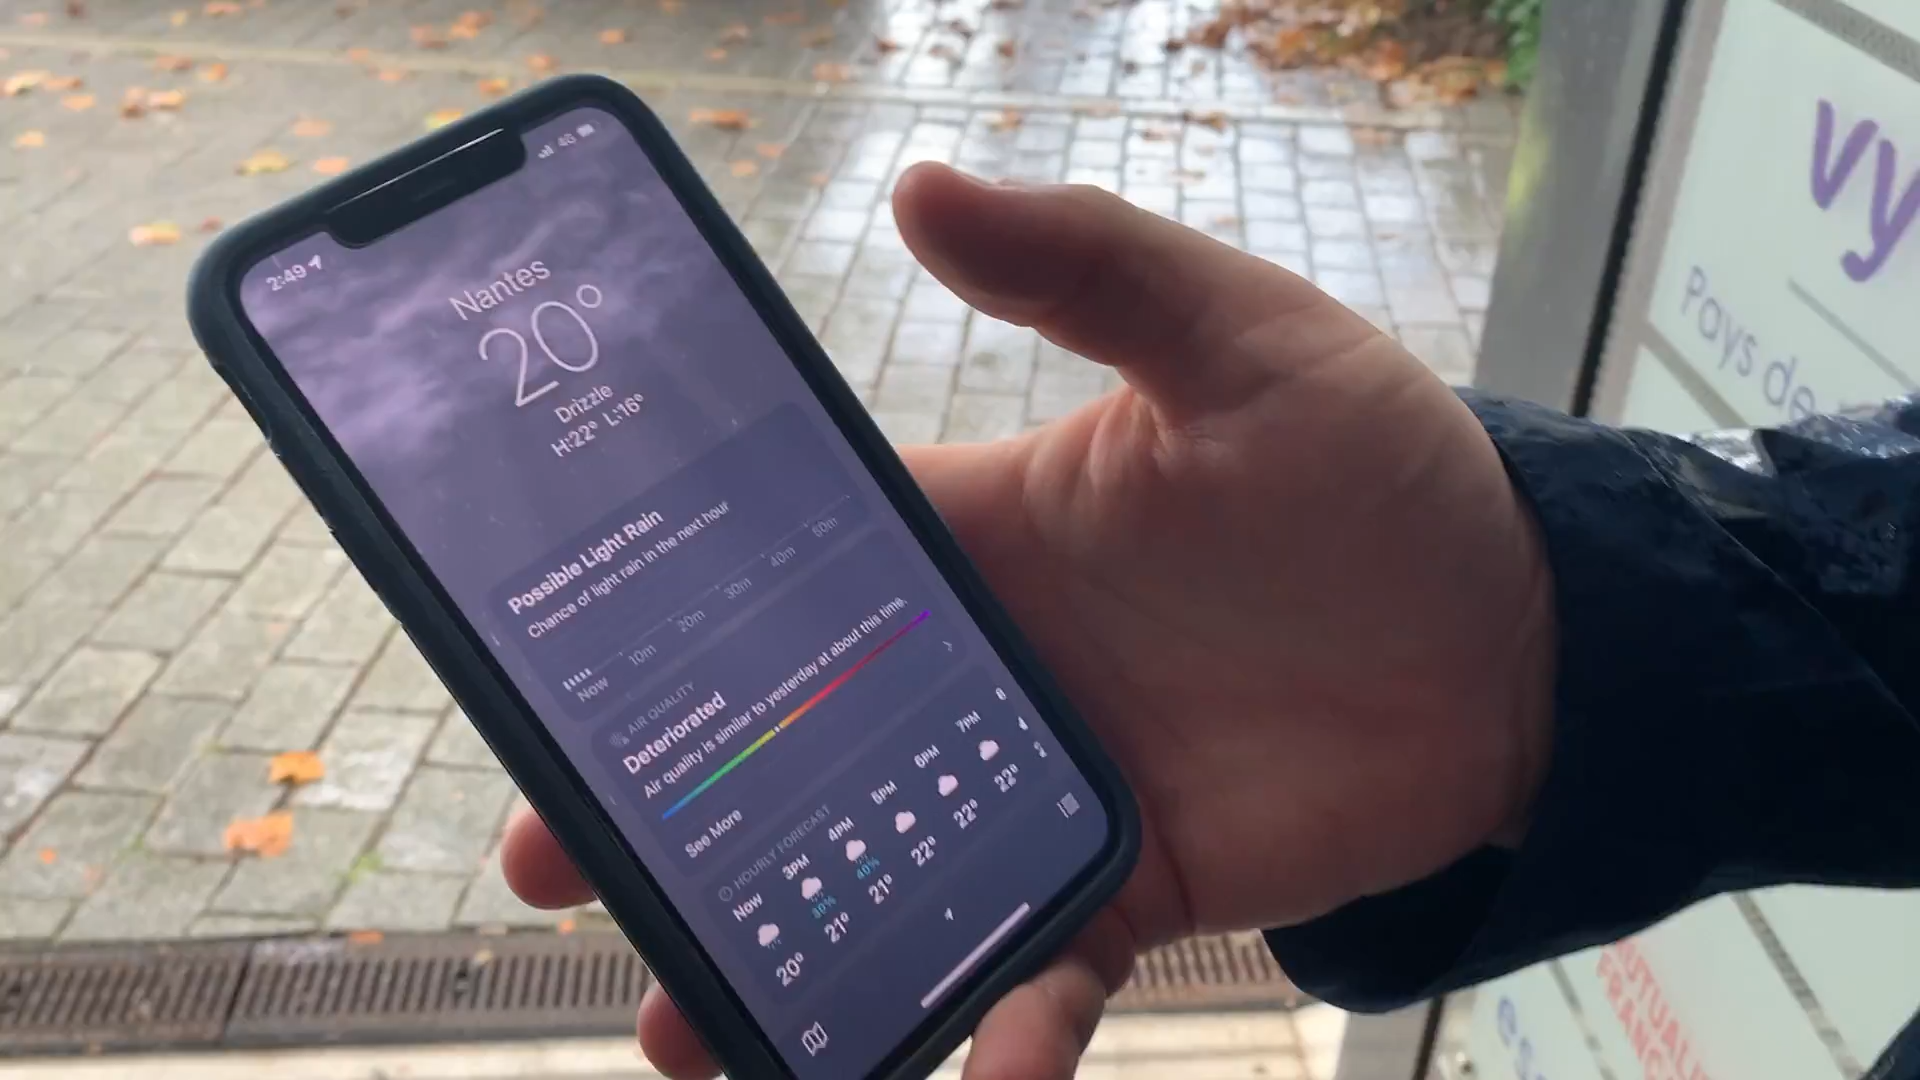 2:49
4G
Nantes
20°
Drizzle
H:22° L:16°
Possible Light Rain
Chance of light rain in the next hour
Now 10m 20m 30m 40m 60m
AIR QUALITY
Deteriorated
Air quality is similar to yesterday at about this time.
See More
HOURLY FORECAST
Now 3PM 4PM 5PM 6PM 7PM
30% 40%
20° 21° 21° 22° 22° 22°
vy
Pays de